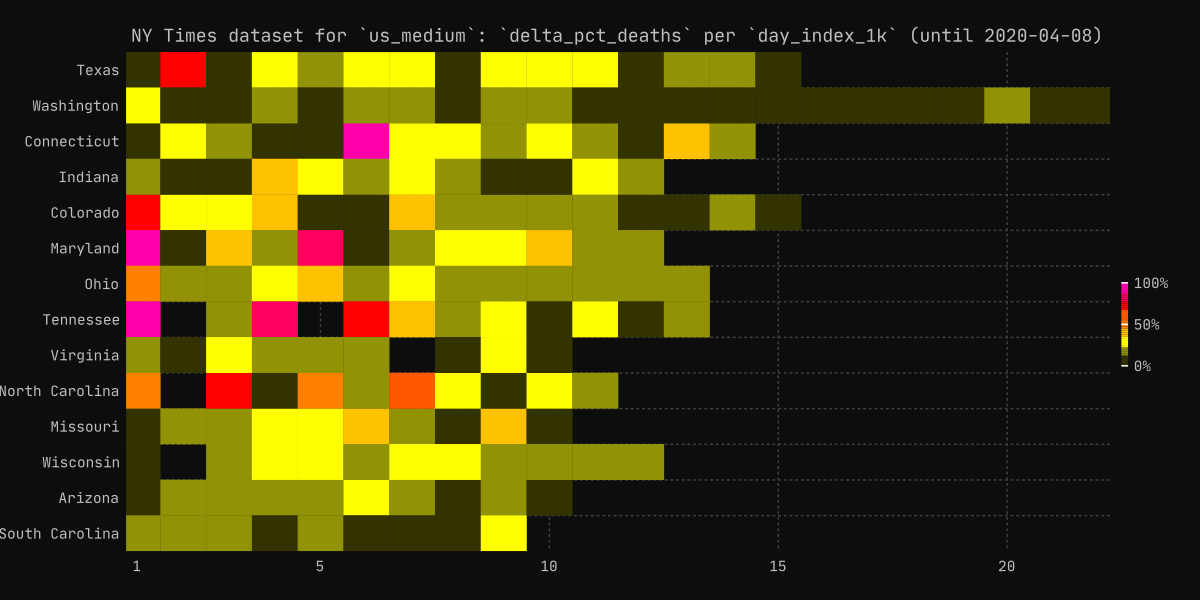 NY Times dataset for `us_medium`: `delta_pct_deaths` per `day_index_1k` (until 2020-04-08)
Texas
Washington
Connecticut
Indiana
Colorado
Maryland
Ohio
Tennessee
Virginia
North Carolina
Missouri
Wisconsin
Arizona
South Carolina
1 5 10 15 20
100%
50%
0%